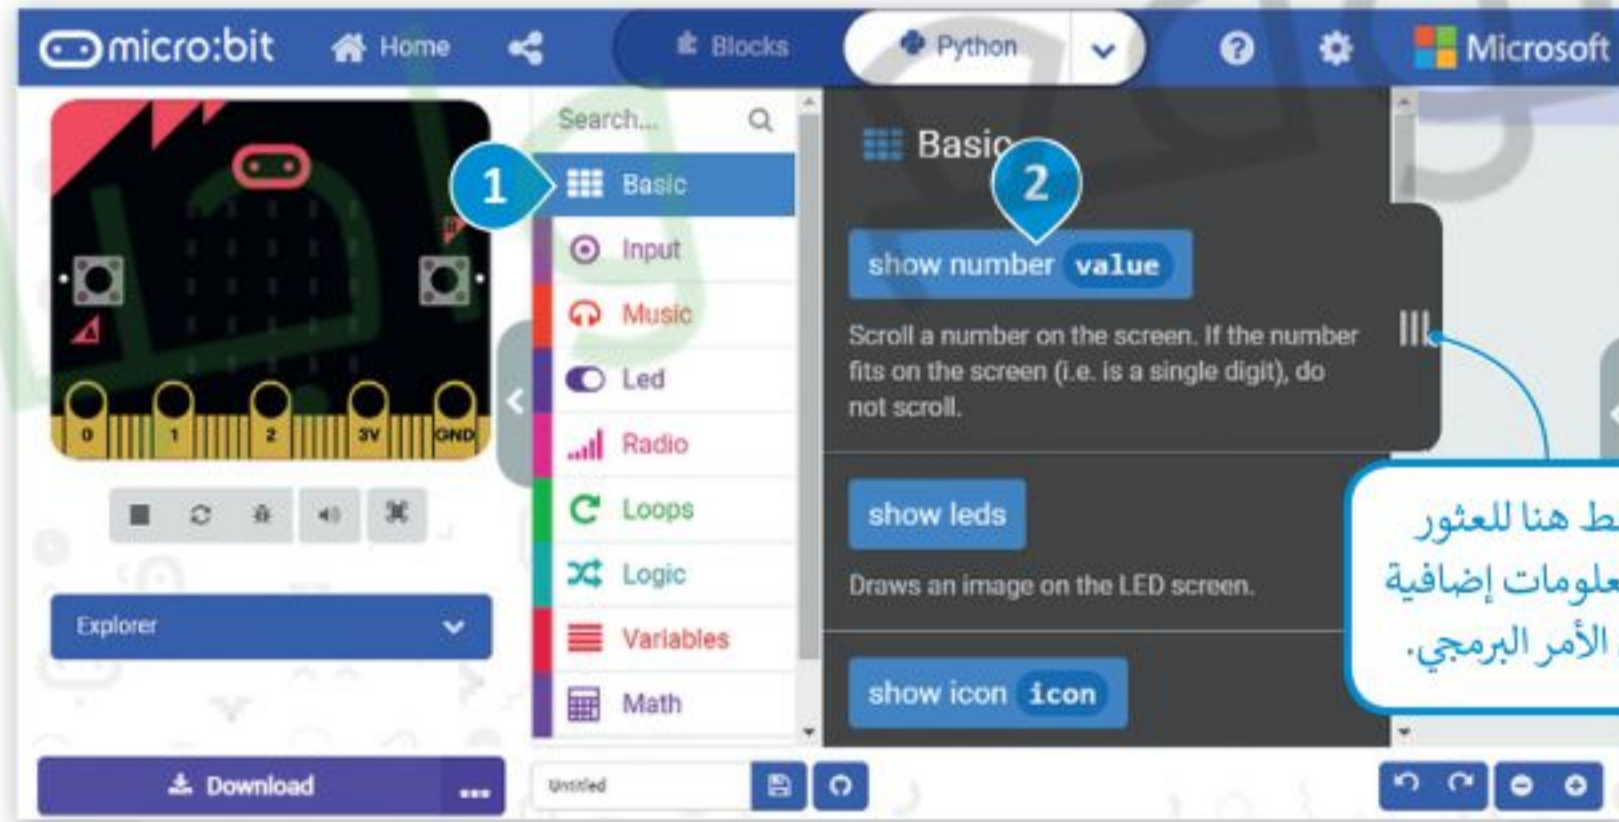 micro:bit Home Blocks Python Microsoft
Search...
Basic
Input
Music
Led
Radio
Loops
Logic
Variables
Math
1
Basic
2
show number value
Scroll a number on the screen. If the number
fits on the screen (i.e. is a single digit), do
not scroll.
show leds
Draws an image on the LED screen.
show icon icon
B
A
0 1 2 3V GND
Explorer
هنا للعثور
إضافية
الأمر البرمجي.
Download ...
Untitled